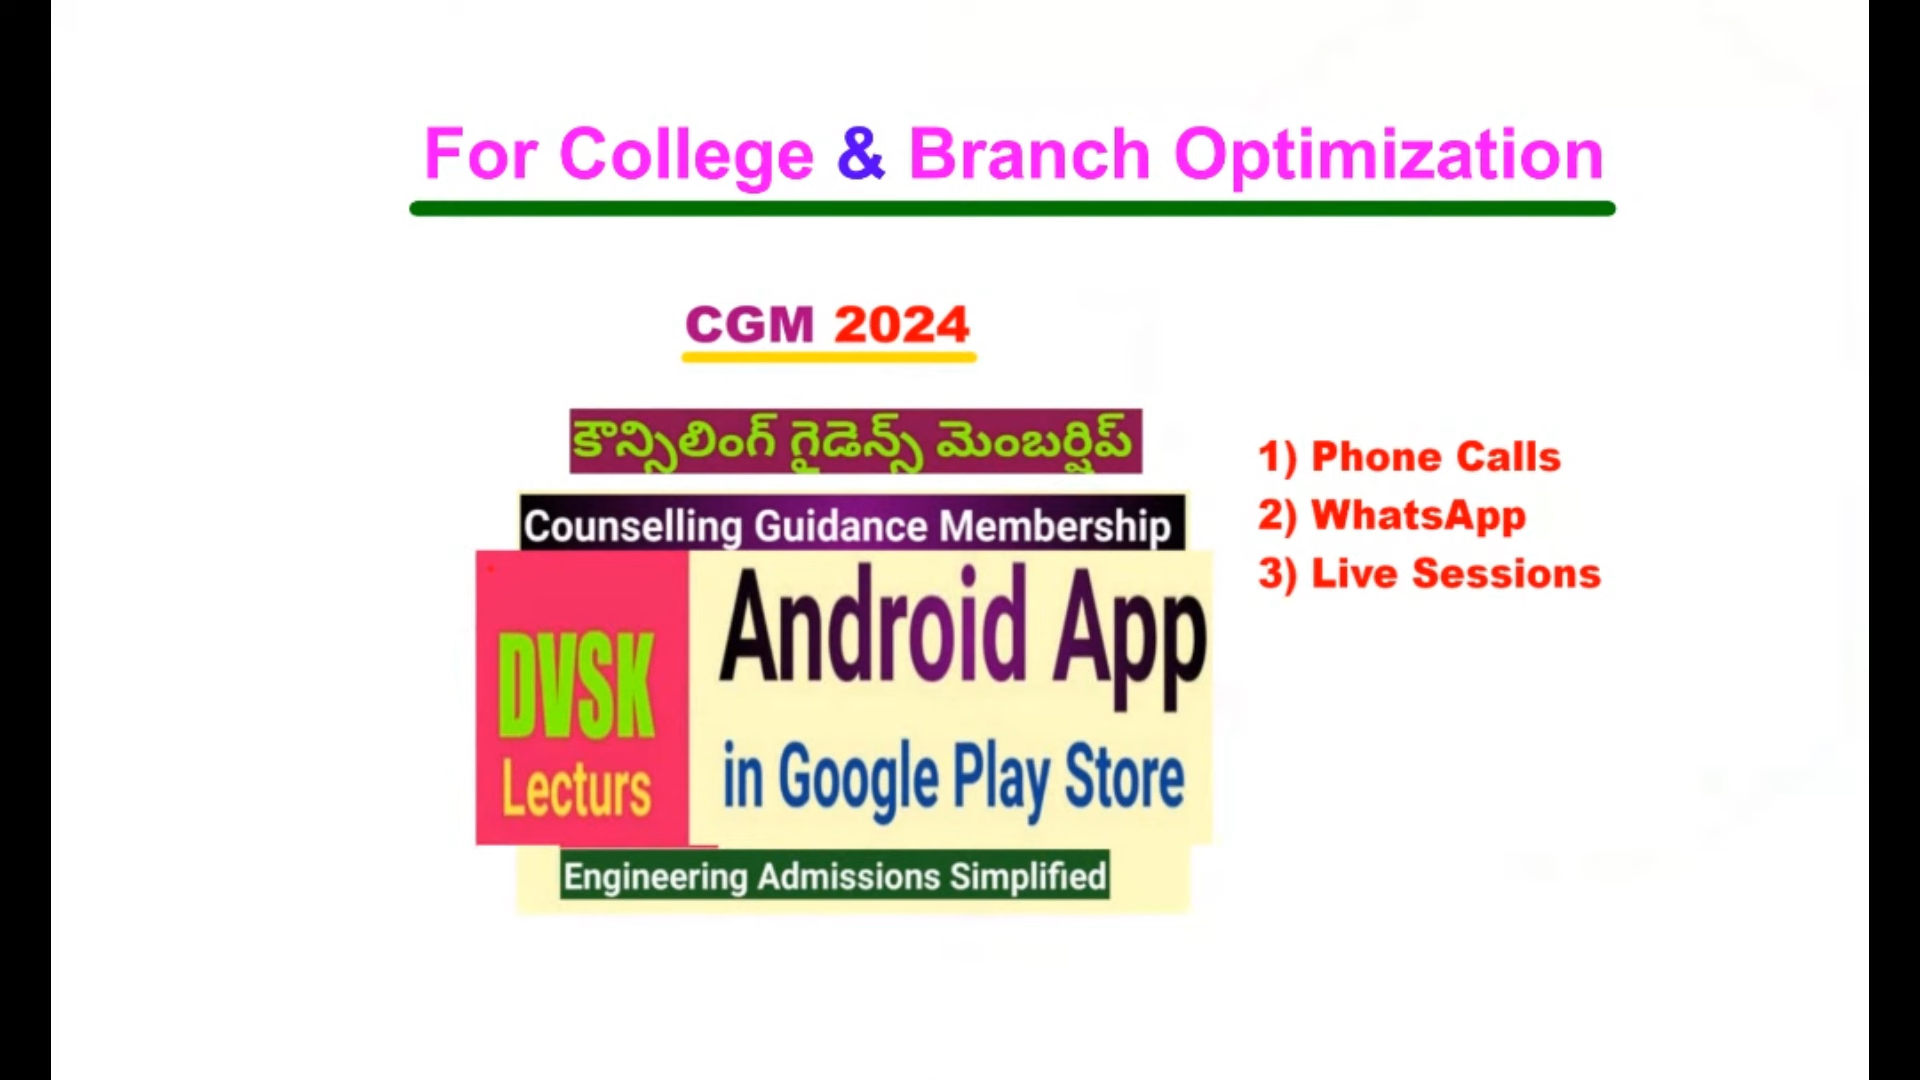 For College & Branch Optimization
CGM 2024
కౌన్సిలింగ్ గైడెన్స్ మెంబర్షిప్
Counselling Guidance Membership
DVSK
Lecturs
Android App
in Google Play Store
Engineering Admissions Simplified
1) Phone Calls
2) WhatsApp
3) Live Sessions